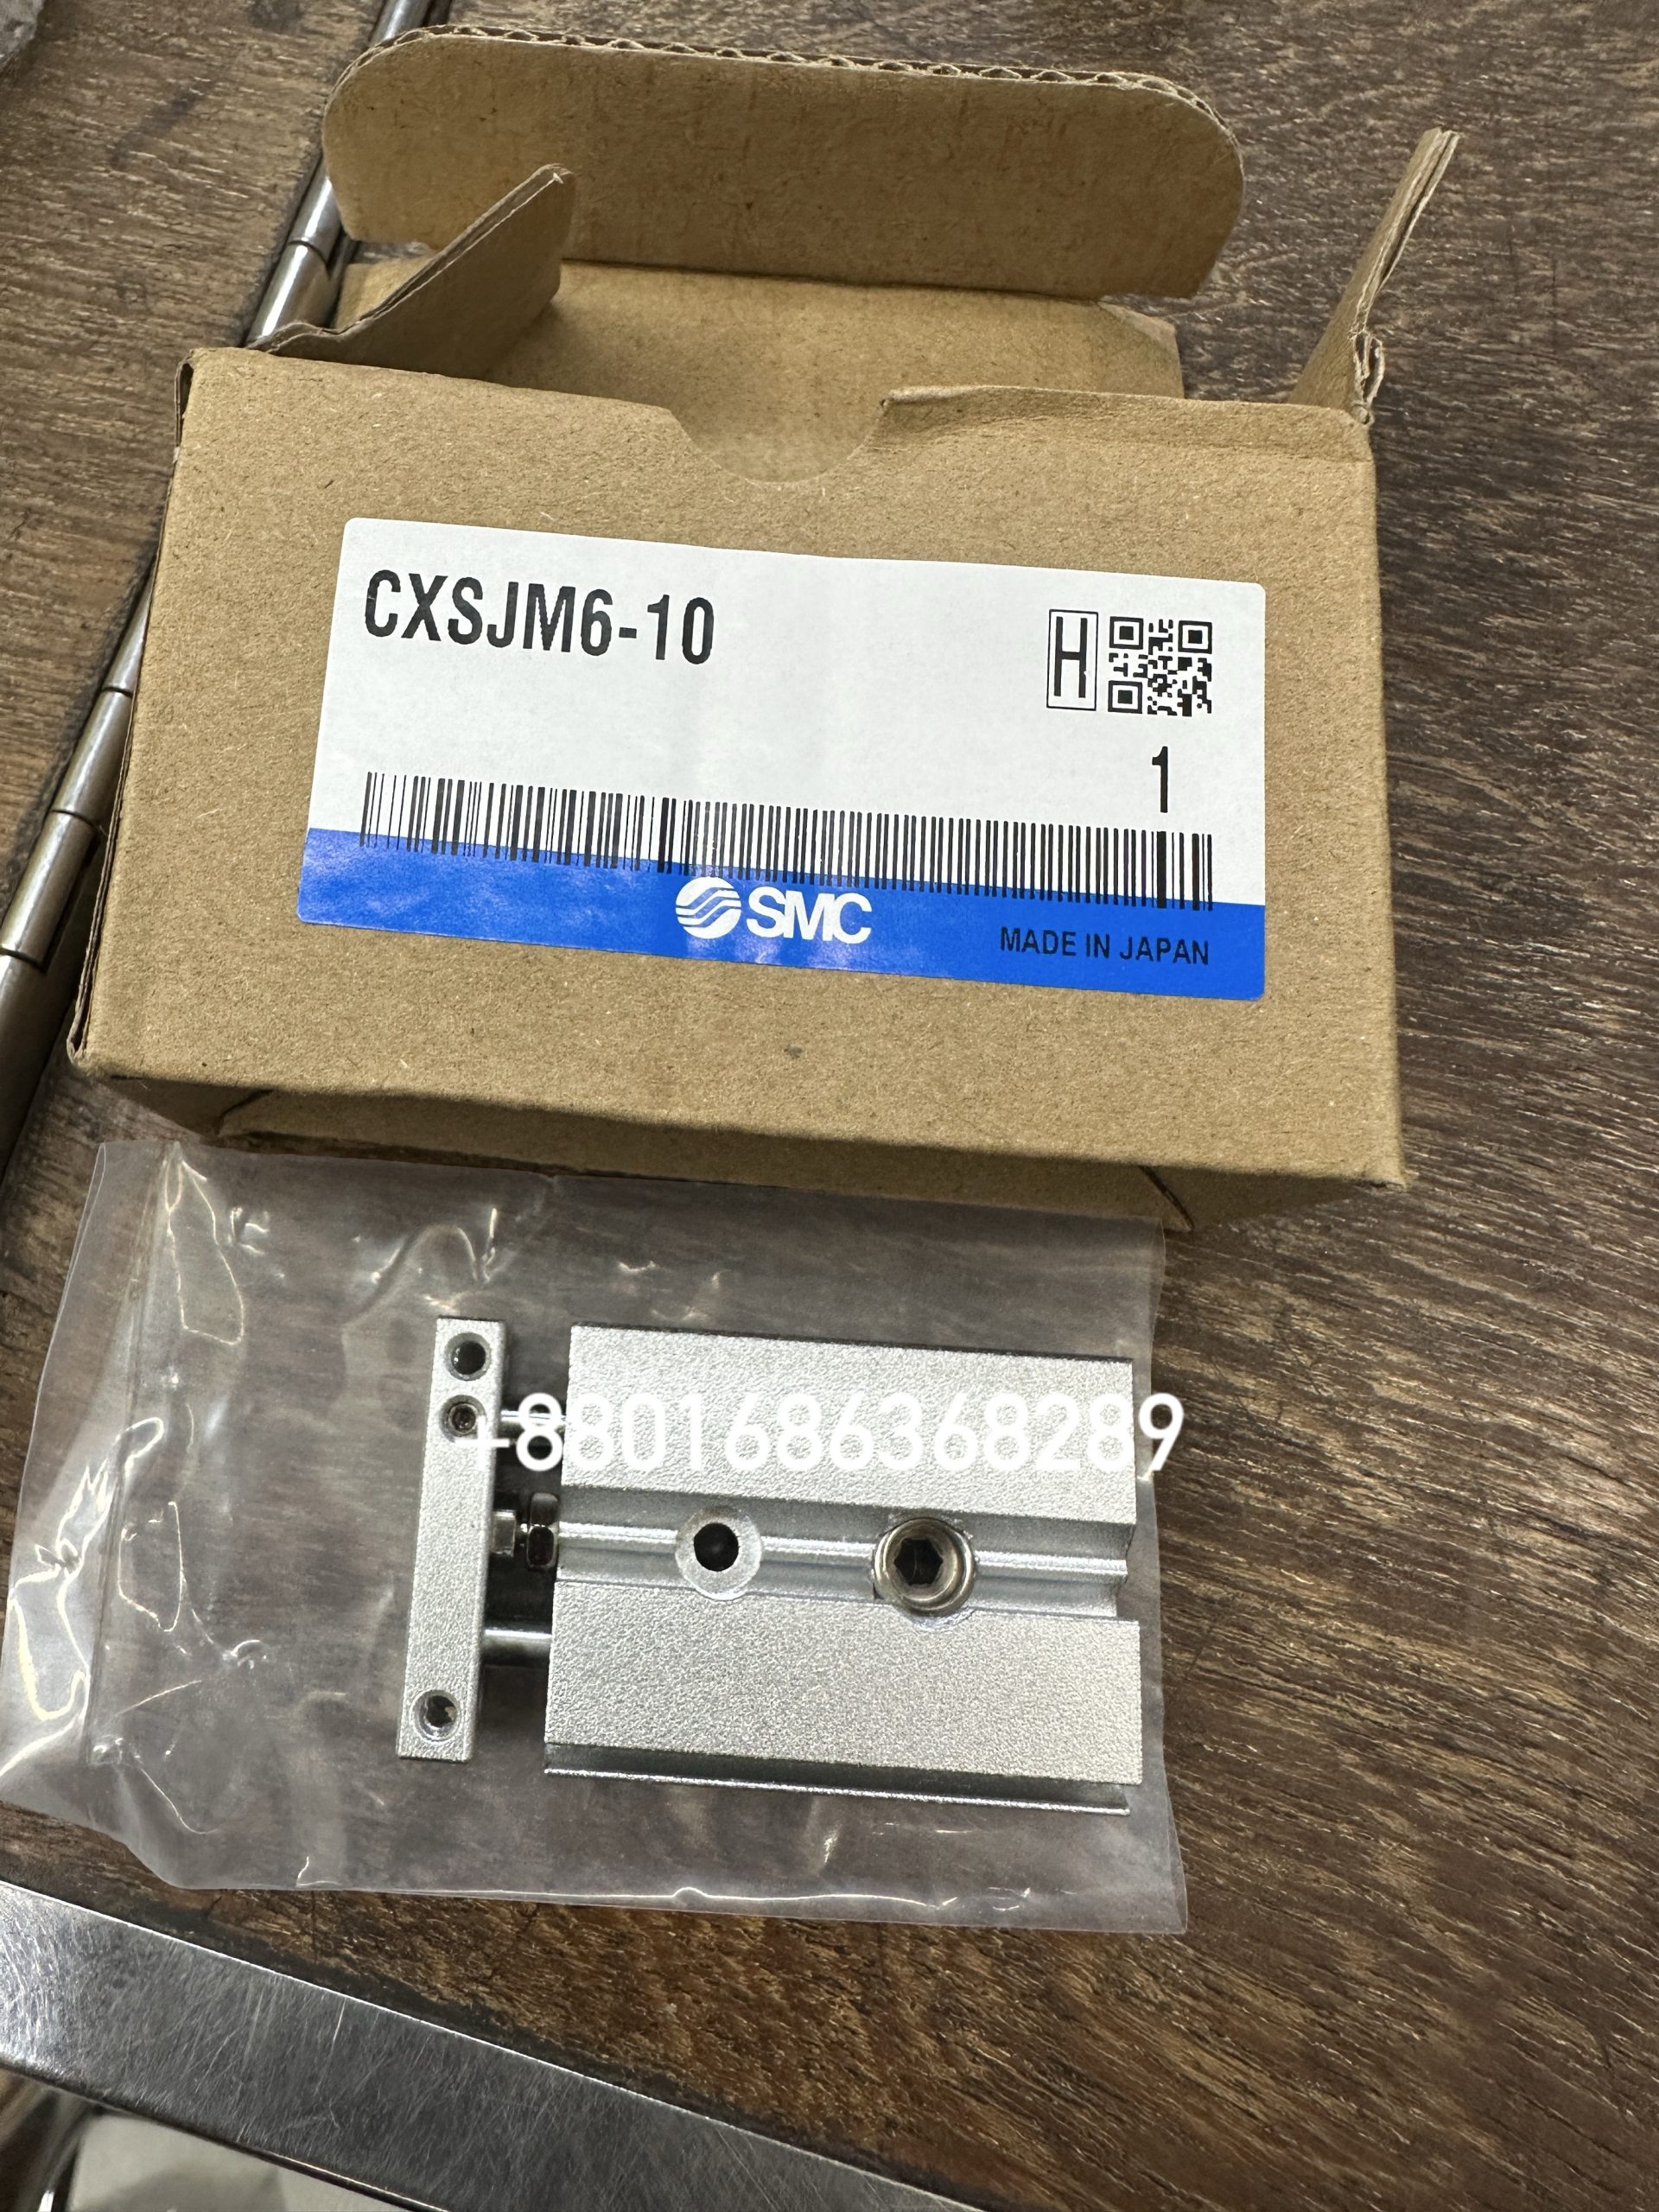 CXSJM6-10
H
1
SMC
MADE IN JAPAN
+8801686368289